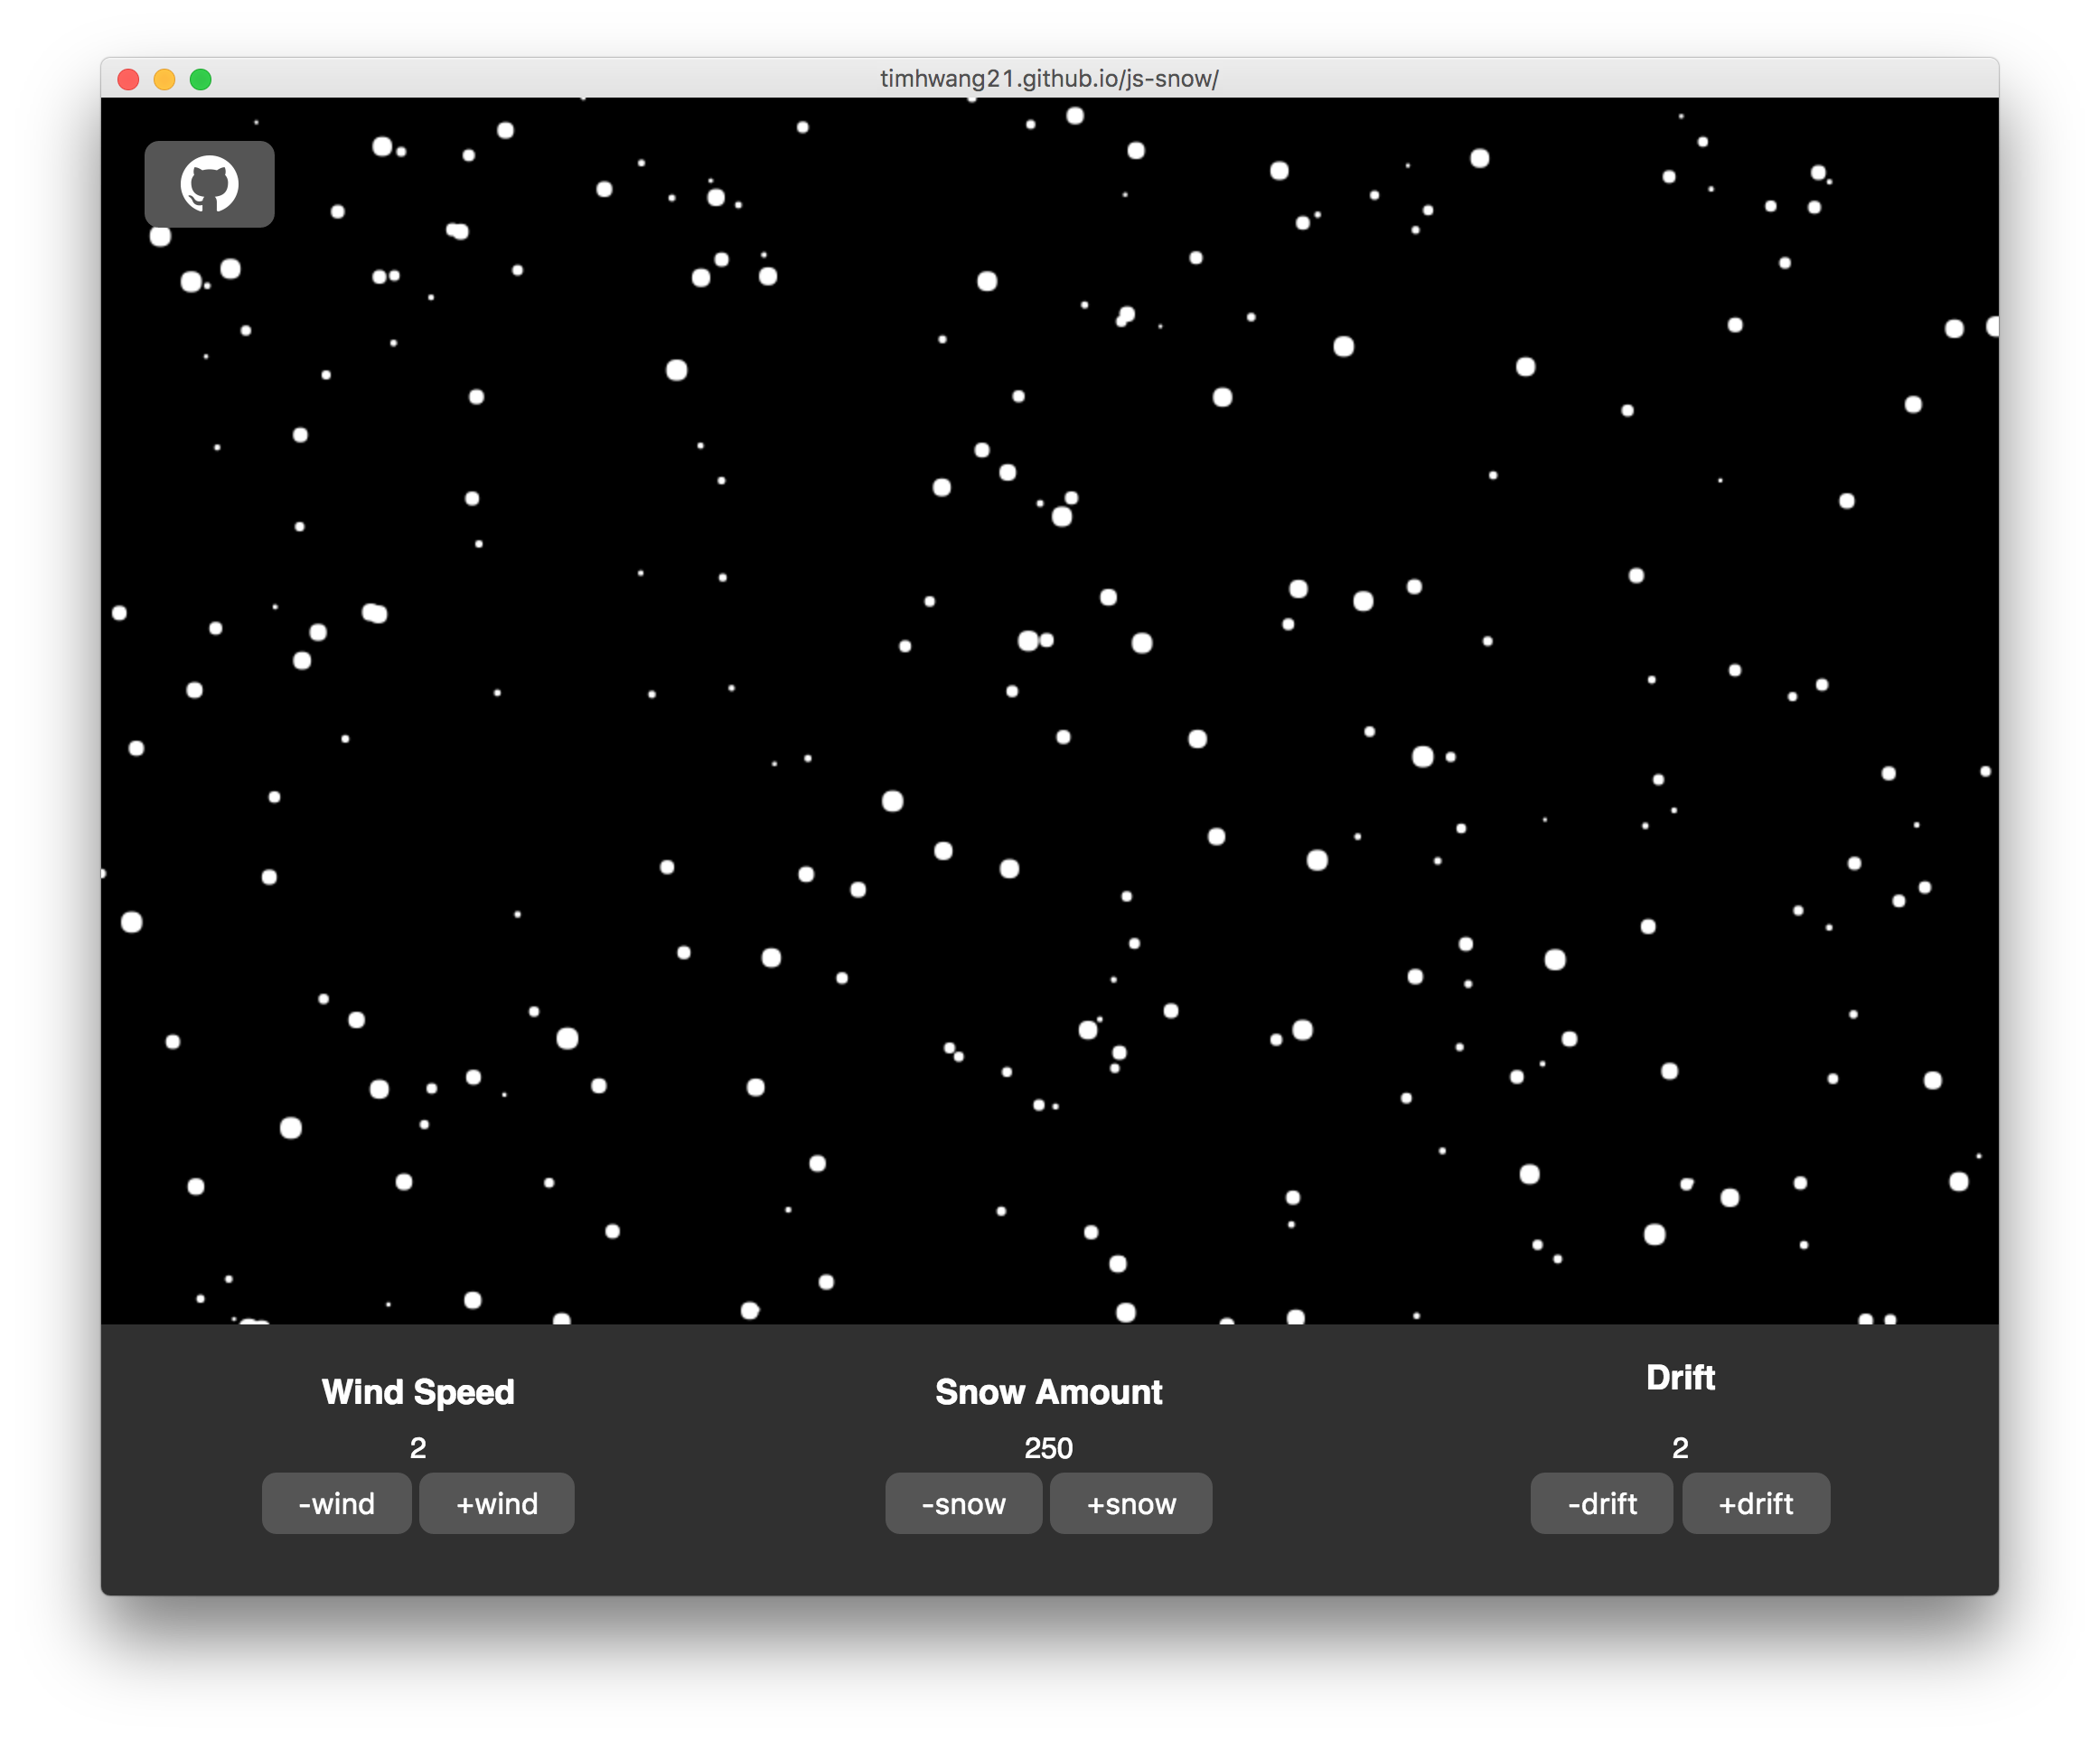 timhwang21.github.io/js-snow/
Wind Speed
Snow Amount
Drift
2
250
2
-wind
+wind
-snow
+snow
-drift
+drift